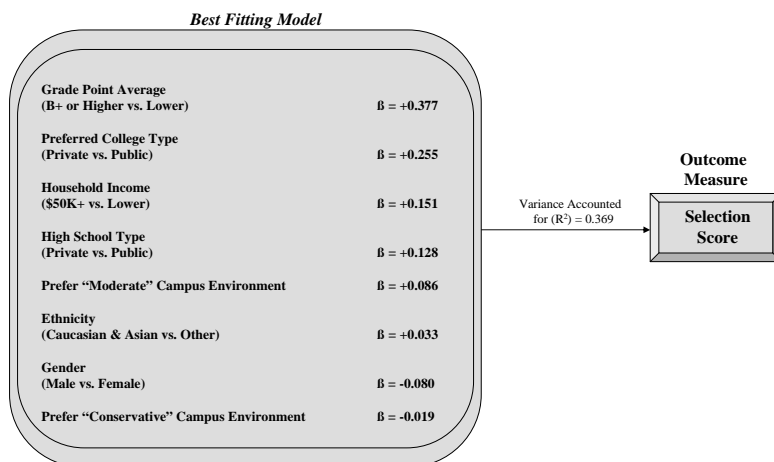 Best Fitting Model
Grade Point Average
(B+ or Higher vs. Lower) ß = +0.377
Preferred College Type
(Private vs. Public) ß = +0.255
Household Income
($50K+ vs. Lower) ß = +0.151
High School Type
(Private vs. Public) ß = +0.128
Prefer “Moderate” Campus Environment ß = +0.086
Ethnicity
(Caucasian & Asian vs. Other) ß = +0.033
Gender
(Male vs. Female) ß = -0.080
Prefer “Conservative” Campus Environment ß = -0.019
Variance Accounted
for (R²) = 0.369
Outcome
Measure
Selection
Score